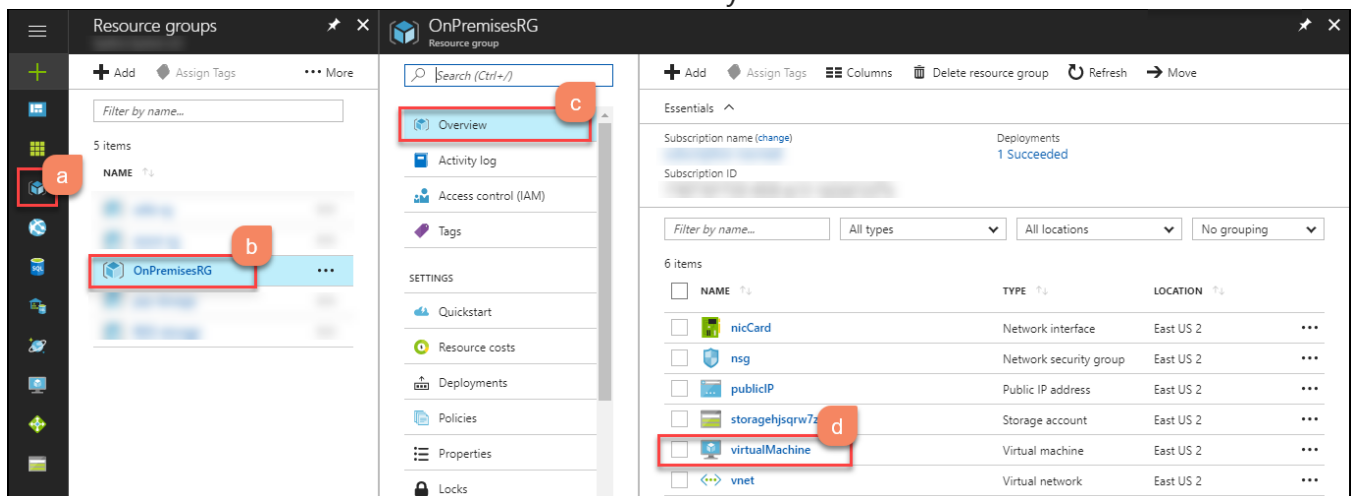 Resource groups
OnPremisesRG
Resource group
Add
Assign Tags
More
Filter by name...
5 items
NAME
OnPremisesRG
a
b
c
d
Search (Ctrl+/)
Overview
Activity log
Access control (IAM)
Tags
SETTINGS
Quickstart
Resource costs
Deployments
Policies
Properties
Locks
Add Assign Tags Columns Delete resource group Refresh Move
Essentials
Subscription name (change) Deployments
1 Succeeded
Subscription ID
Filter by name... All types All locations No grouping
6 items
NAME TYPE LOCATION
nicCard Network interface East US 2
nsg Network security group East US 2
publicIP Public IP address East US 2
storagehjsqrw7z Storage account East US 2
virtualMachine Virtual machine East US 2
vnet Virtual network East US 2